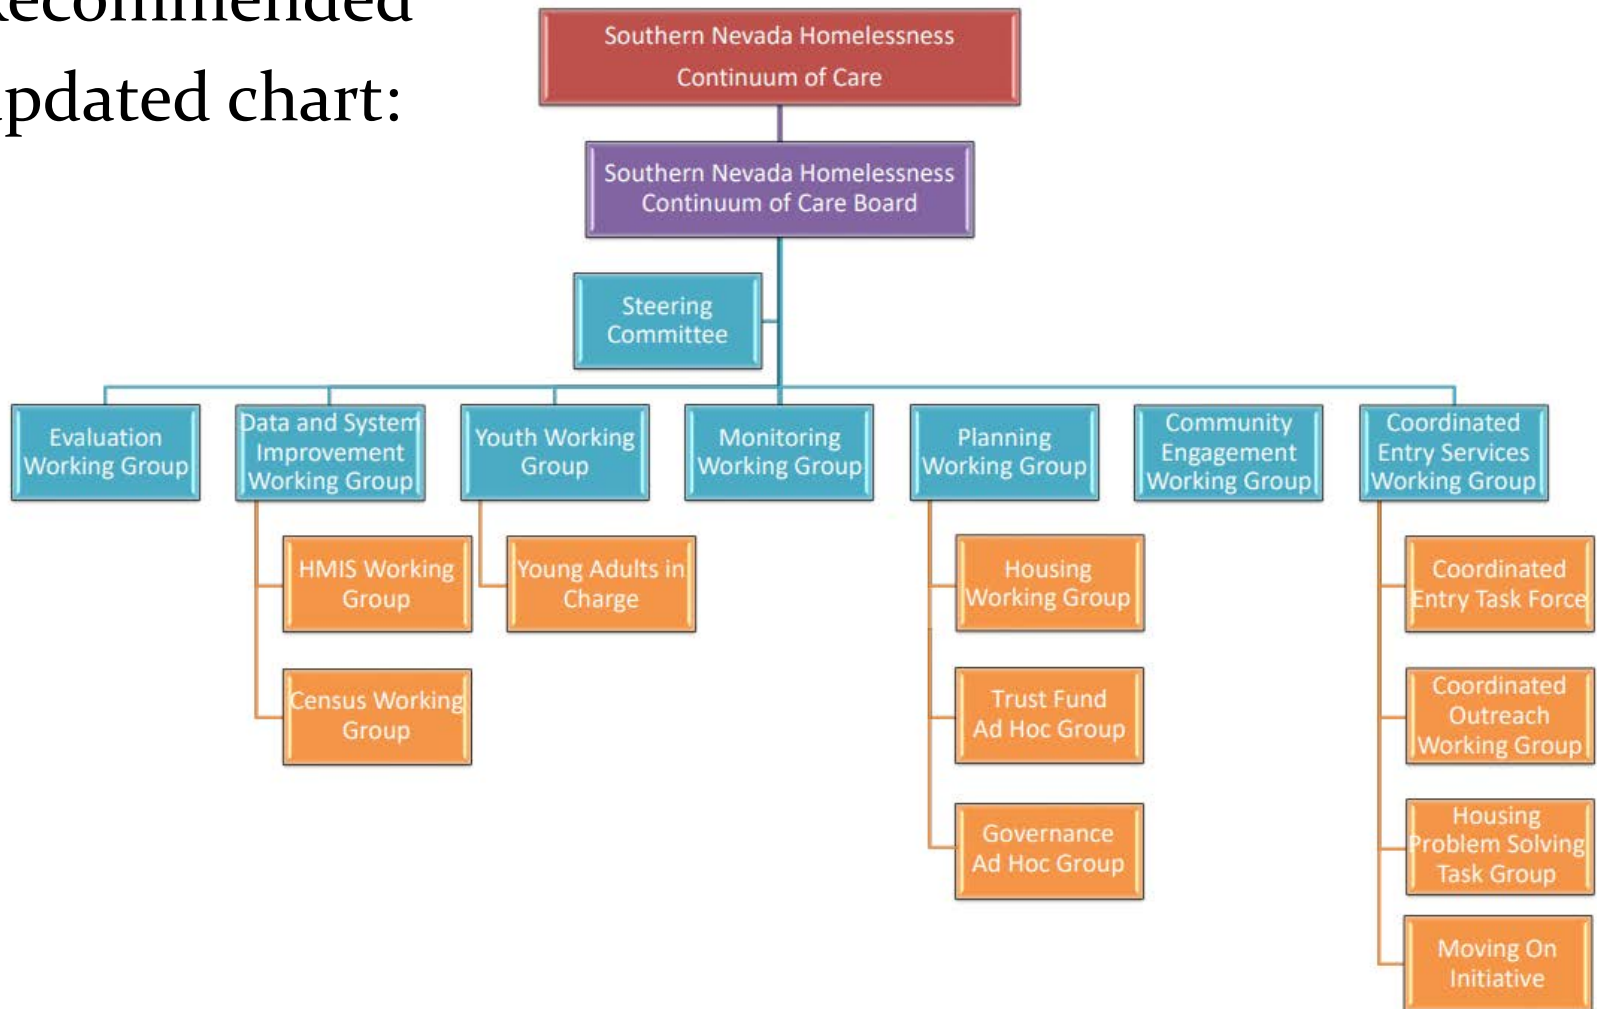 Recommended
updated chart:
Southern Nevada Homelessness
Continuum of Care
Southern Nevada Homelessness
Continuum of Care Board
Steering
Committee
Evaluation
Working Group
Data and System
Improvement
Working Group
Youth Working
Group
Monitoring
Working Group
Planning
Working Group
Community
Engagement
Working Group
Coordinated
Entry Services
Working Group
HMIS Working
Group
Census Working
Group
Young Adults in
Charge
Housing
Working Group
Trust Fund
Ad Hoc Group
Governance
Ad Hoc Group
Coordinated
Entry Task Force
Coordinated
Outreach
Working Group
Housing
Problem Solving
Task Group
Moving On
Initiative